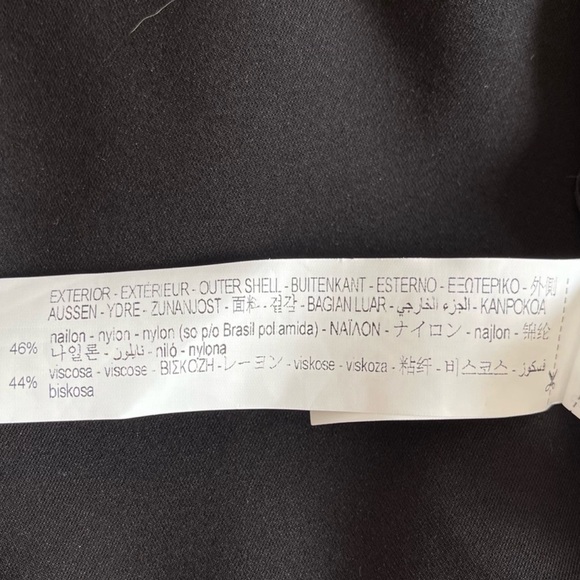 EXTERIOR - EXTÉRIEUR - OUTER SHELL - BUITENKANT - ESTERNO - ΕΞΩΤΕΡΙΚΟ - 外側
AUSSEN - YDRE - ZUNANJOST - 面料 - 겉감 - BAGIAN LUAR - الجزء الخارجي - KANPOKOA
46% nailon - nylon - nylon (so p/o Brasil poliamida) - ΝΑΪΛΟΝ - ナイロン - najlon - 锦纶
나일론 - نايلون - niló - nylona
44% viscosa - viscose - ΒΙΣΚΟΖΗ - レーヨン - viskose - viskoza - 粘纤 - 비스코스 - فسكوز
biskosa